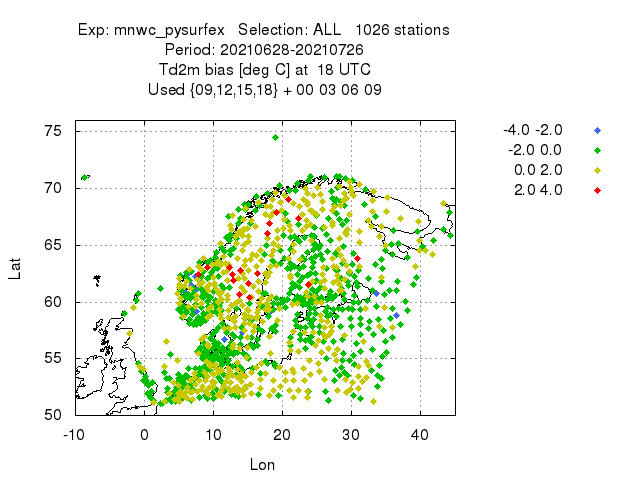 Exp: mnwc_pysurfex   Selection: ALL   1026 stations
Period: 20210628-20210726
Td2m bias [deg C] at  18 UTC
Used {09,12,15,18} + 00 03 06 09
-4.0 -2.0
-2.0 0.0
0.0 2.0
2.0 4.0
75
70
65
60
55
50
Lat
-10 0 10 20 30 40
Lon